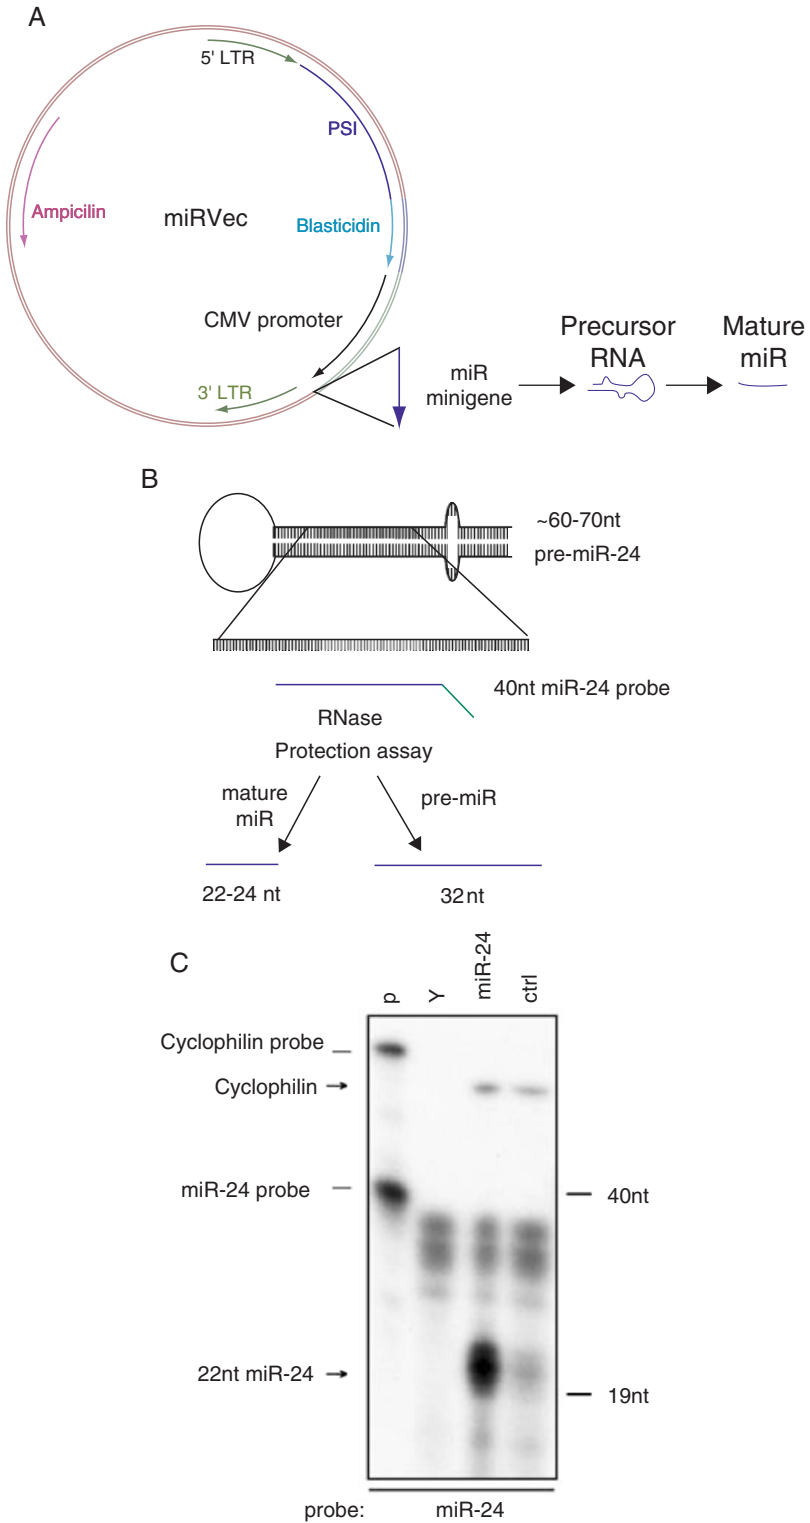 A
5' LTR
PSI
Ampicilin
miRVec
Blasticidin
CMV promoter
3' LTR
miR
minigene
Precursor
RNA
Mature
miR
B
~60-70nt
pre-miR-24
40nt miR-24 probe
RNase
Protection assay
mature
miR
pre-miR
22-24 nt
32nt
C
p
Y
miR-24
ctrl
Cyclophilin probe
Cyclophilin
miR-24 probe
40nt
22nt miR-24
19nt
probe:
miR-24